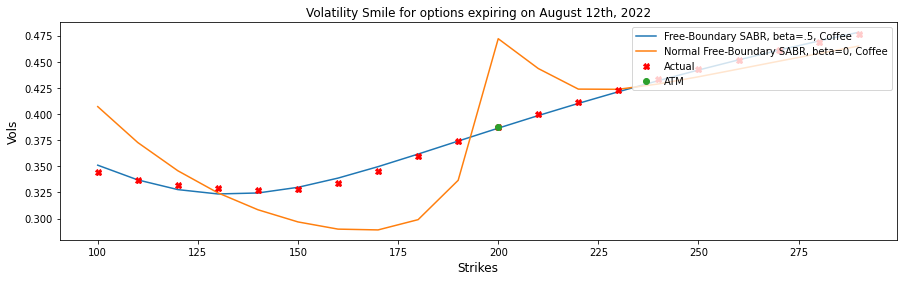 Volatility Smile for options expiring on August 12th, 2022
Free-Boundary SABR, beta=.5, Coffee
Normal Free-Boundary SABR, beta=0, Coffee
Actual
ATM
Vols
0.475
0.450
0.425
0.400
0.375
0.350
0.325
0.300
100
125
150
175
200
225
250
275
Strikes